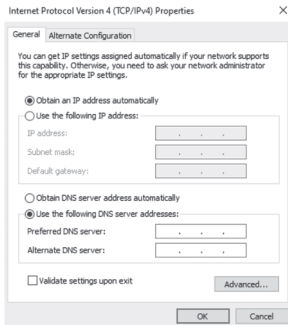 Internet Protocol Version 4 (TCP/IPv4) Properties
General
Alternate Configuration
You can get IP settings assigned automatically if your network supports
this capability. Otherwise, you need to ask your network administrator
for the appropriate IP settings.
Obtain an IP address automatically
Use the following IP address:
IP address:
Subnet mask:
Default gateway:
Obtain DNS server address automatically
Use the following DNS server addresses:
Preferred DNS server:
Alternate DNS server:
Validate settings upon exit
Advanced...
OK
Cancel